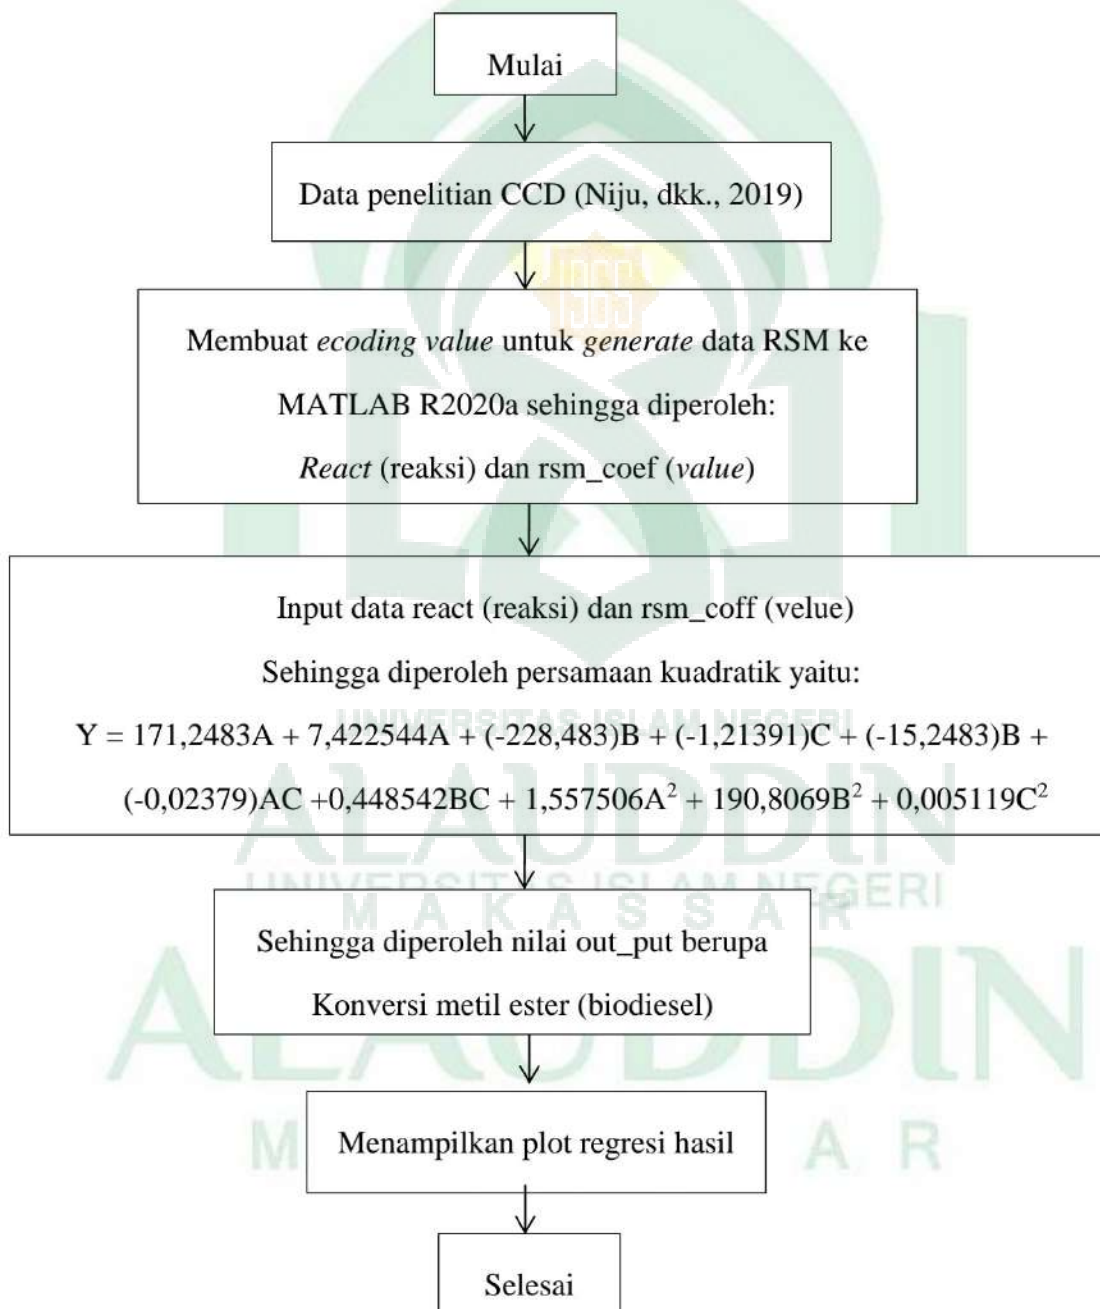 Mulai
Data penelitian CCD (Niju, dkk., 2019)
Membuat ecoding value untuk generate data RSM ke
MATLAB R2020a sehingga diperoleh:
React (reaksi) dan rsm_coef (value)
Input data react (reaksi) dan rsm_coff (velue)
Sehingga diperoleh persamaan kuadratik yaitu:
Y = 171,2483A + 7,422544A + (-228,483)B + (-1,21391)C + (-15,2483)B +
(-0,02379)AC +0,448542BC + 1,557506A² + 190,8069B² + 0,005119C²
UNIVERSITAS ISLAM NEGERI
ALAUDDIN
MAKASSAR
UNIVERSITAS ISLAM NEGERI
Sehingga diperoleh nilai out_put berupa
Konversi metil ester (biodiesel)
ALAUDDIN
Menampilkan plot regresi hasil
M A R
Selesai